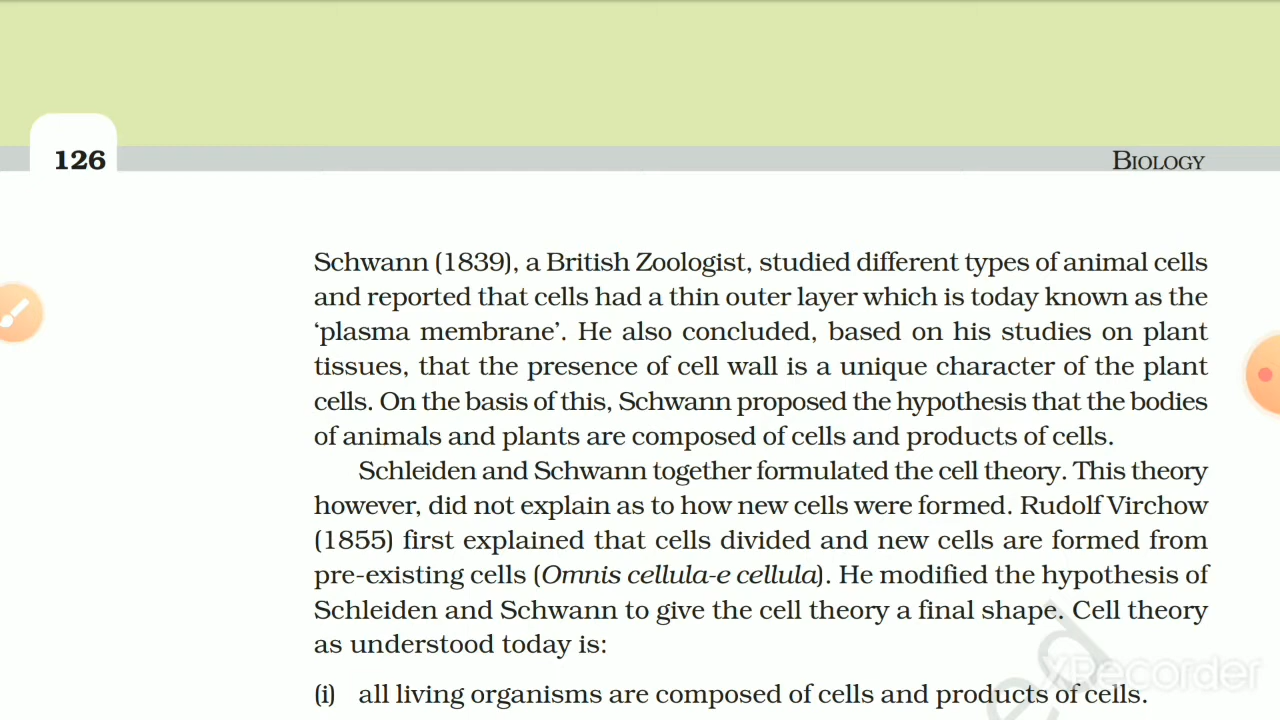 126
BIOLOGY
Schwann (1839), a British Zoologist, studied different types of animal cells
and reported that cells had a thin outer layer which is today known as the
‘plasma membrane’. He also concluded, based on his studies on plant
tissues, that the presence of cell wall is a unique character of the plant
cells. On the basis of this, Schwann proposed the hypothesis that the bodies
of animals and plants are composed of cells and products of cells.
Schleiden and Schwann together formulated the cell theory. This theory
however, did not explain as to how new cells were formed. Rudolf Virchow
(1855) first explained that cells divided and new cells are formed from
pre-existing cells (Omnis cellula-e cellula). He modified the hypothesis of
Schleiden and Schwann to give the cell theory a final shape. Cell theory
as understood today is:
(i) all living organisms are composed of cells and products of cells.
XRecorder